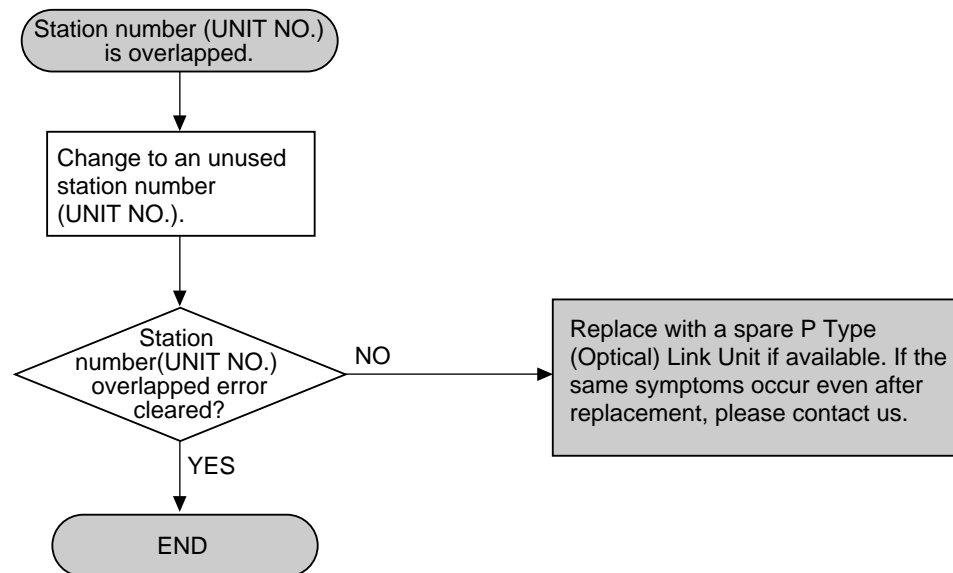 Station number (UNIT NO.)
is overlapped.
Change to an unused
station number
(UNIT NO.).
Station
number(UNIT NO.)
overlapped error
cleared?
NO
Replace with a spare P Type
(Optical) Link Unit if available. If the
same symptoms occur even after
replacement, please contact us.
YES
END